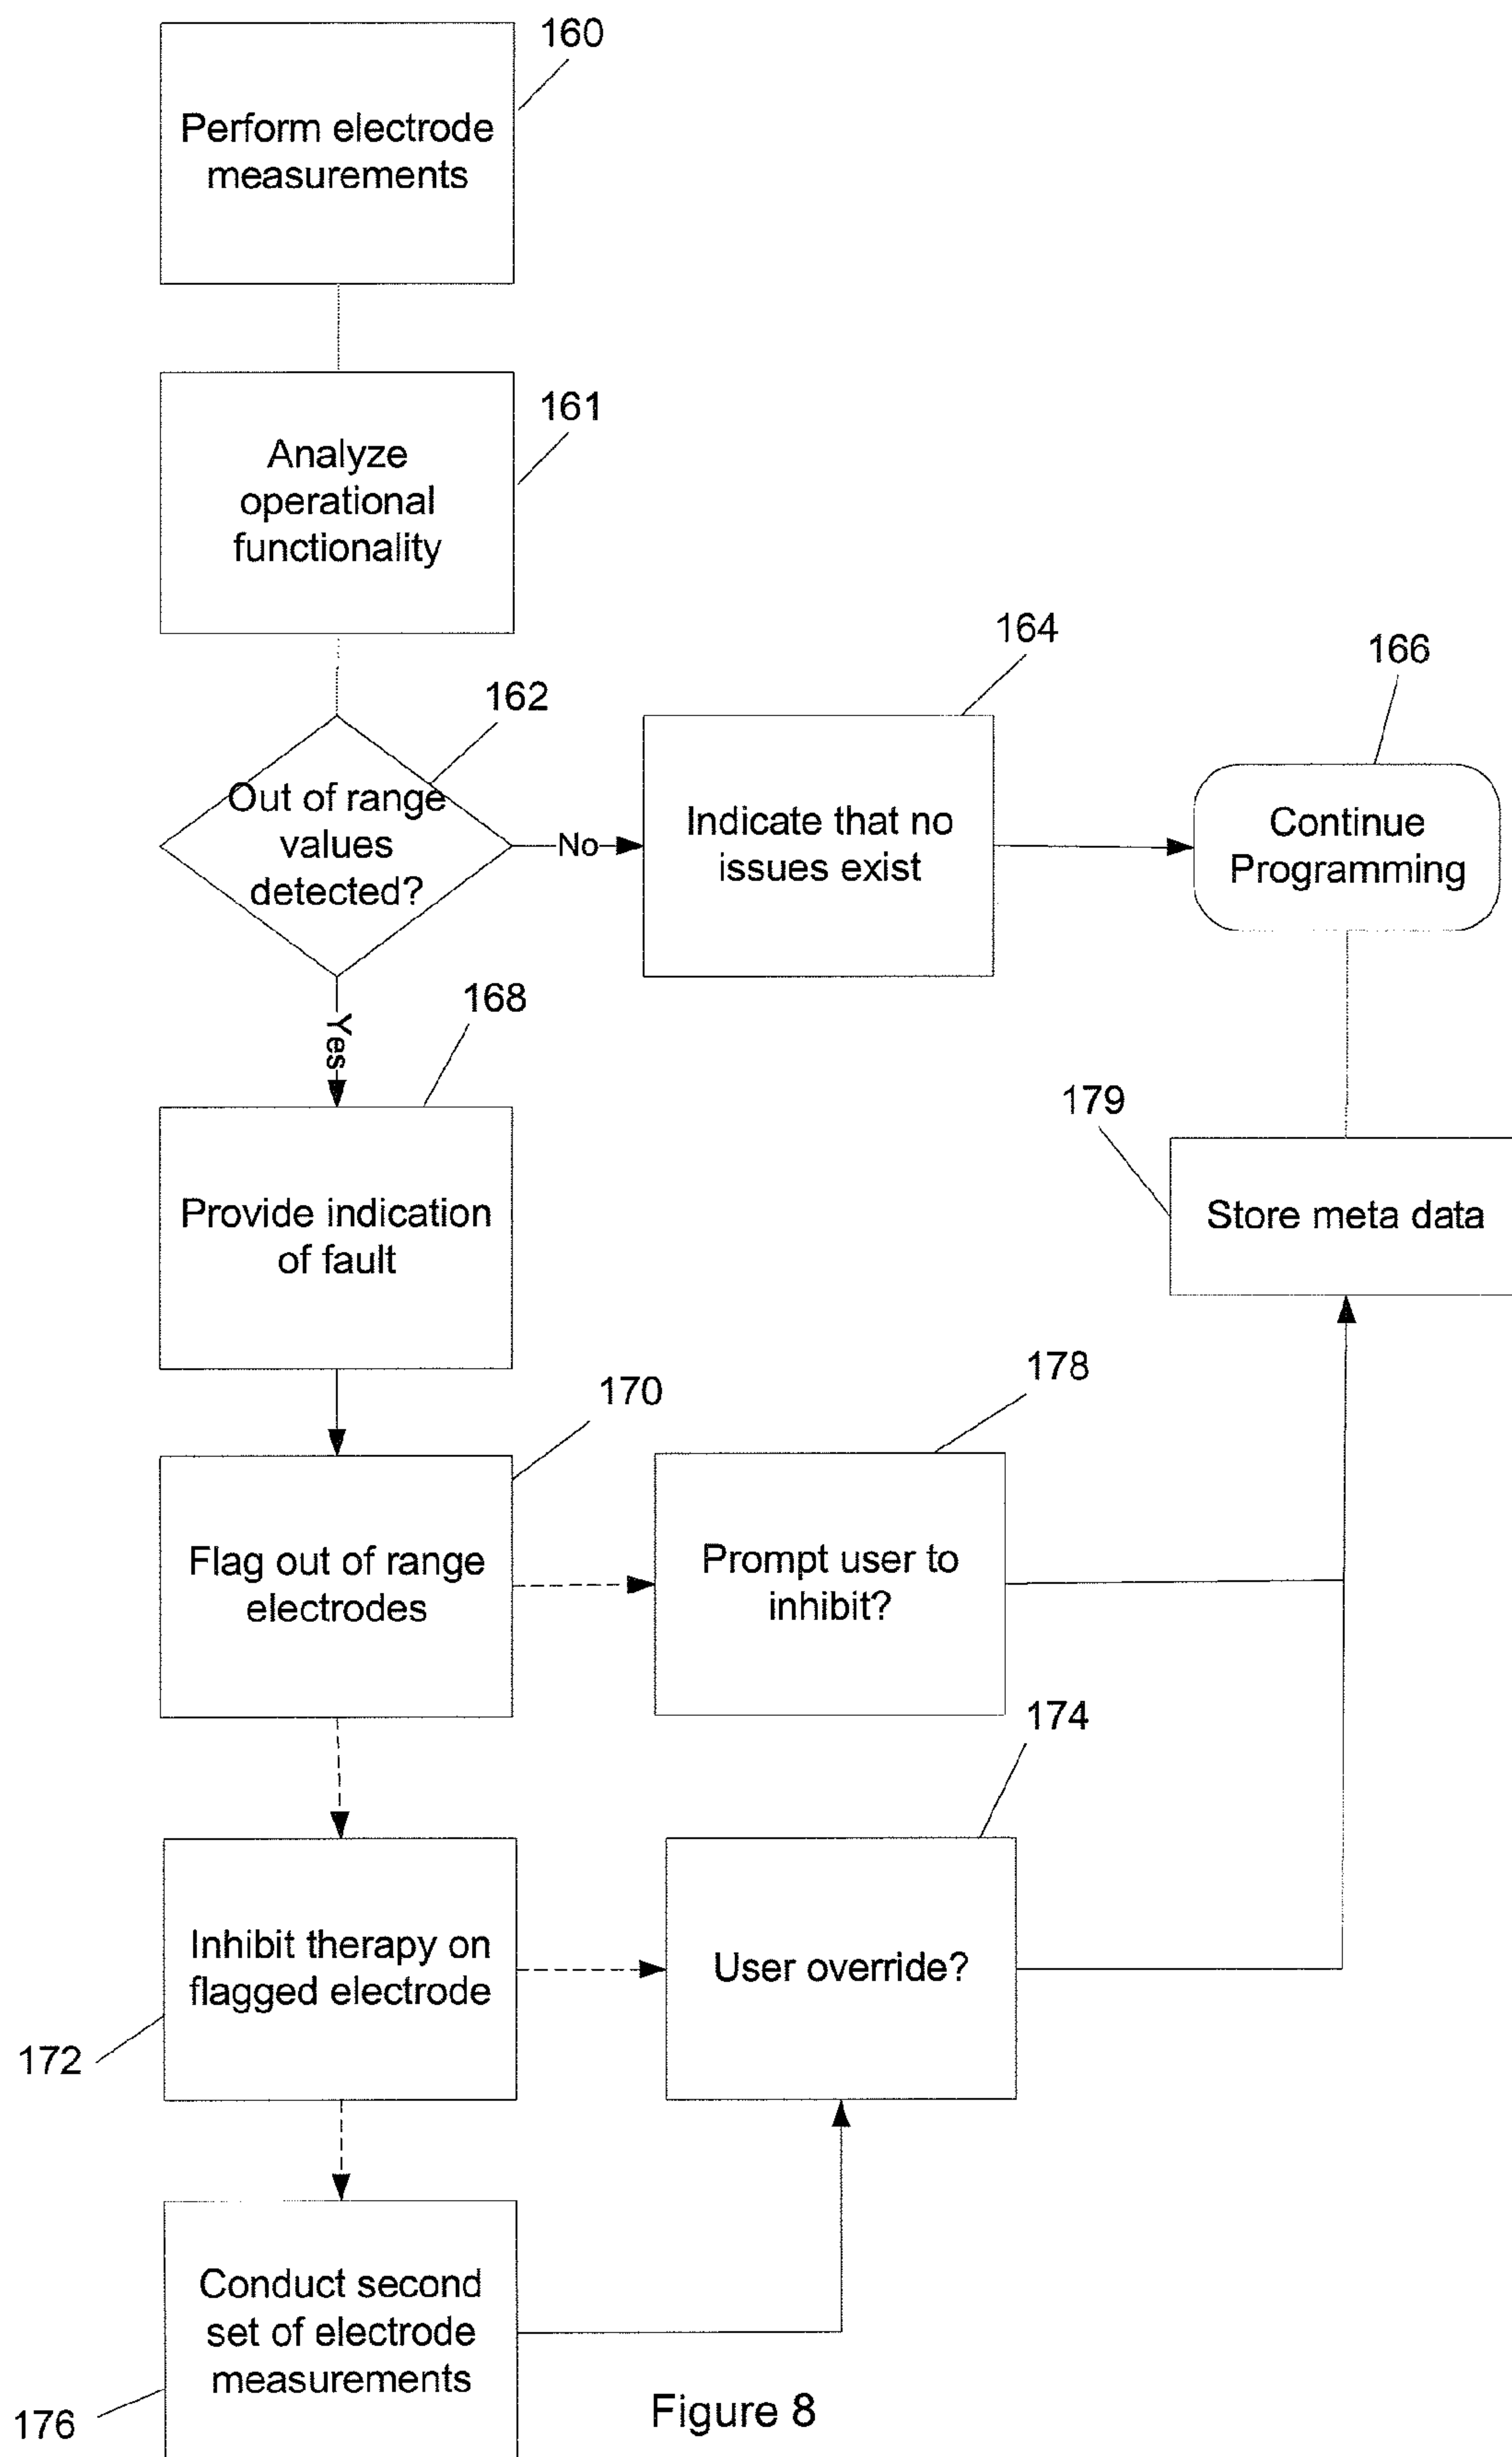 160
Perform electrode
measurements
161
Analyze
operational
functionality
162
Out of range
values
detected?
No
164
Indicate that no
issues exist
166
Continue
Programming
Yes
168
Provide indication
of fault
179
Store meta data
170
Flag out of range
electrodes
178
Prompt user to
inhibit?
172
Inhibit therapy on
flagged electrode
174
User override?
176
Conduct second
set of electrode
measurements
Figure 8